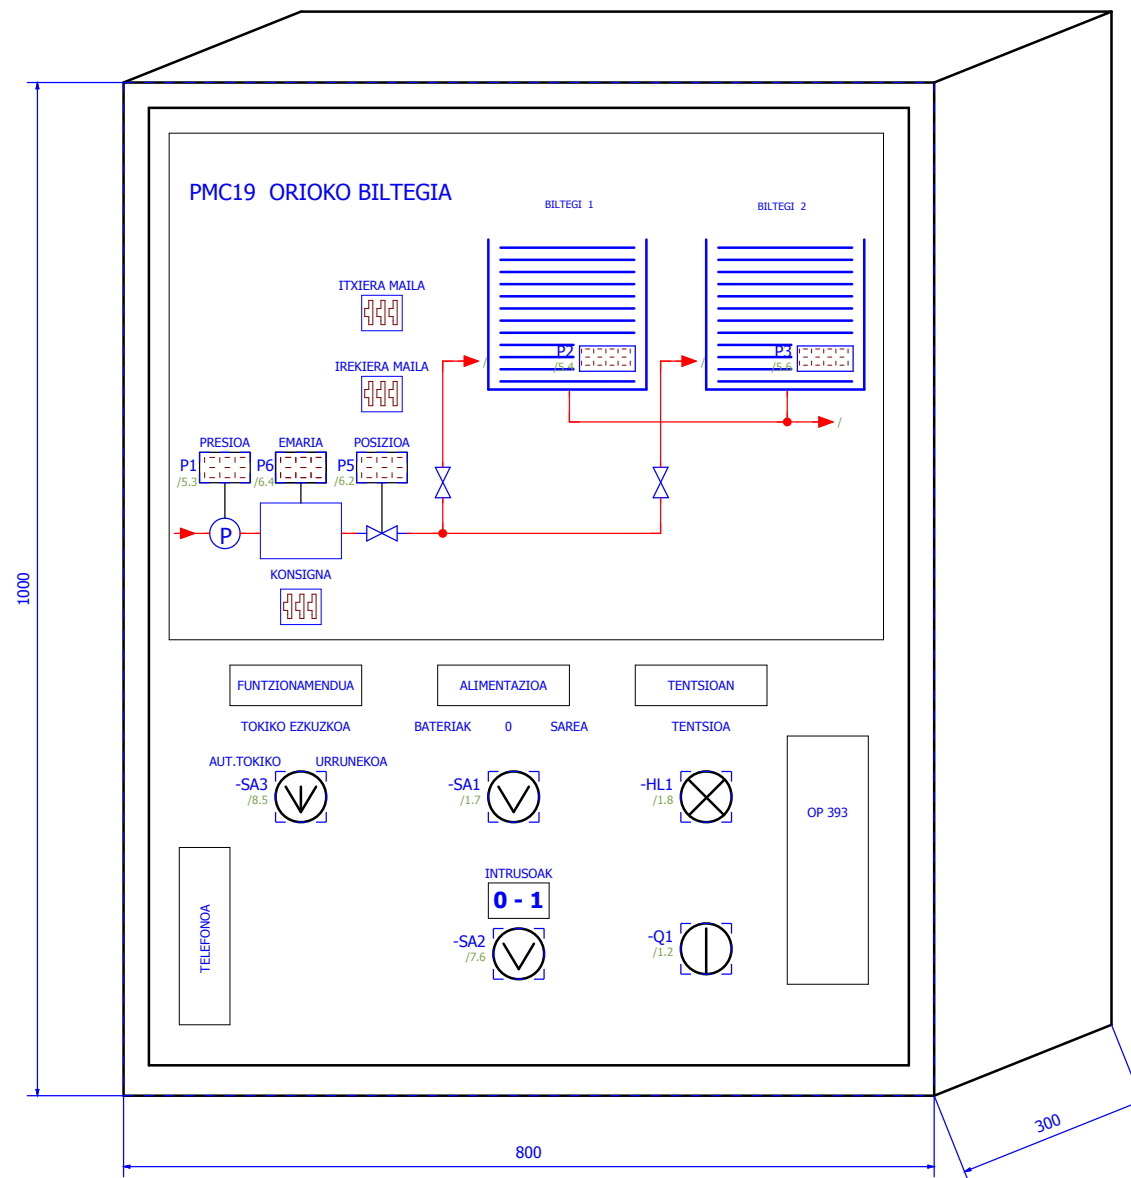 PMC19 ORIOKO BILTEGIA
BILTEGI 1
BILTEGI 2
ITXIERA MAILA
IREKIERA MAILA
P2
/5.4
P3
/5.6
/
/
/
PRESIOA
EMARIA
POSIZIOA
P1
/5.3
P6
/6.4
P5
/6.2
P
KONSIGNA
1000
FUNTZIONAMENDUA
ALIMENTAZIOA
TENTSIOAN
TOKIKO EZKUZKOA
BATERIAK 0 SAREA
TENTSIOA
AUT.TOKIKO URRUNEKOA
-SA3
/8.5
-SA1
/1.7
-HL1
/1.8
OP 393
INTRUSOAK
0 - 1
-SA2
/7.6
-Q1
/1.2
TELEFONOA
800
300